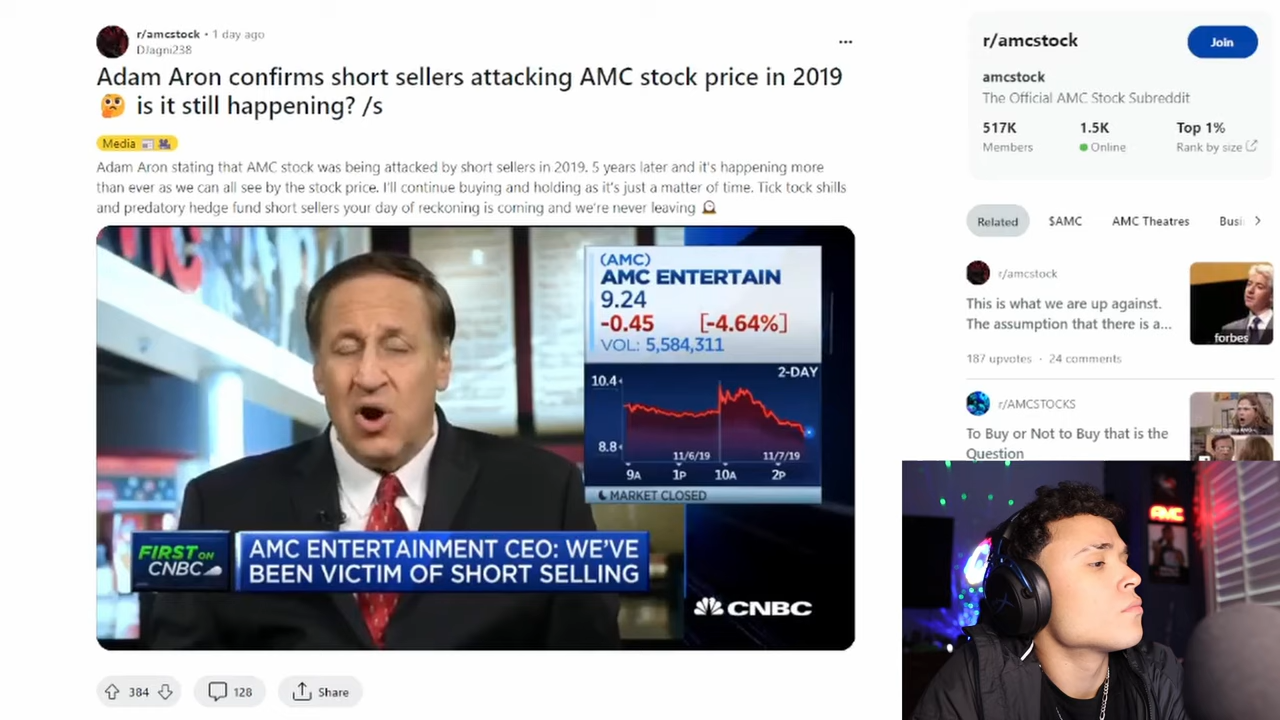 r/amcstock • 1 day ago
D/agni238
Adam Aron confirms short sellers attacking AMC stock price in 2019
🤔 is it still happening? /s
Media
Adam Aron stating that AMC stock was being attacked by short sellers in 2019. 5 years later and it's happening more
than ever as we can all see by the stock price. I'll continue buying and holding as it's just a matter of time. Tick tock shills
and predatory hedge fund short sellers your day of reckoning is coming and we're never leaving
(AMC)
AMC ENTERTAIN
9.24
-0.45 [-4.64%]
VOL: 5,584,311
2-DAY
10.4
8.8
11/6/19 11/7/19
9A 1P 10A 2P
MARKET CLOSED
FIRST ON
CNBC
AMC ENTERTAINMENT CEO: WE'VE
BEEN VICTIM OF SHORT SELLING
CNBC
384
128
Share
r/amcstock
Join
amcstock
The Official AMC Stock Subreddit
517K 1.5K Top 1%
Members Online Rank by size
Related $AMC AMC Theatres Busi
r/amcstock
This is what we are up against.
The assumption that there is a...
forbes
187 upvotes • 24 comments
r/AMCSTOCKS
To Buy or Not to Buy that is the
Question
AMC